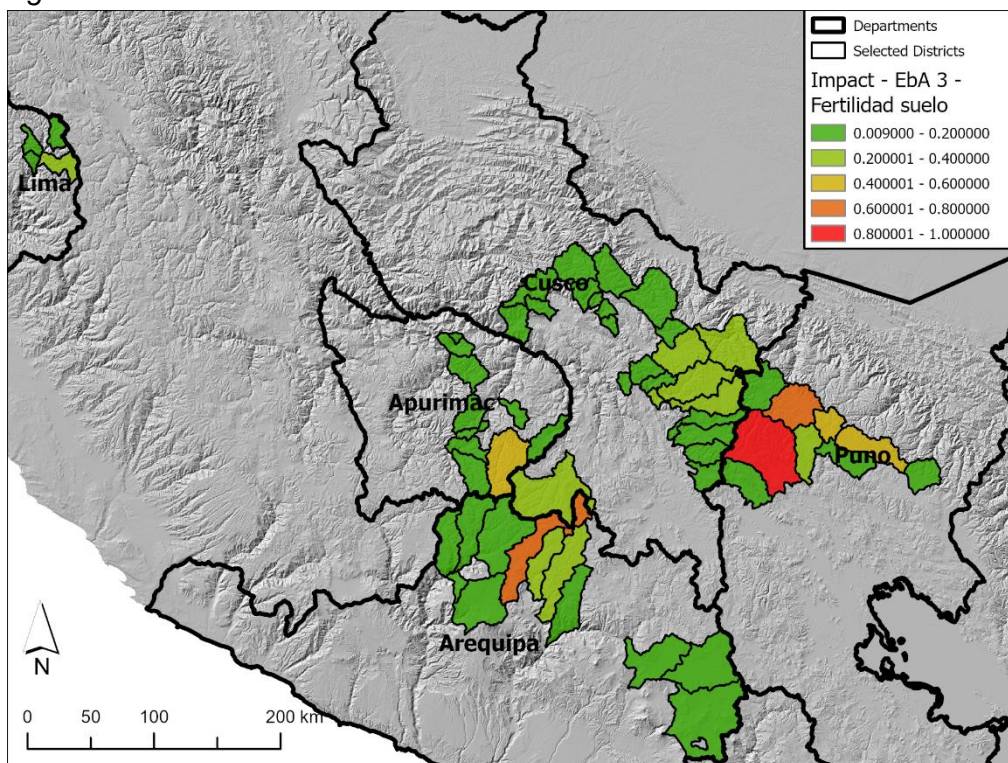 Departments
Selected Districts
Impact - EbA 3 -
Fertilidad suelo
0.009000 - 0.200000
0.200001 - 0.400000
0.400001 - 0.600000
0.600001 - 0.800000
0.800001 - 1.000000
Lima
Cusco
Apurimac
Puno
Arequipa
N
0 50 100 200 km